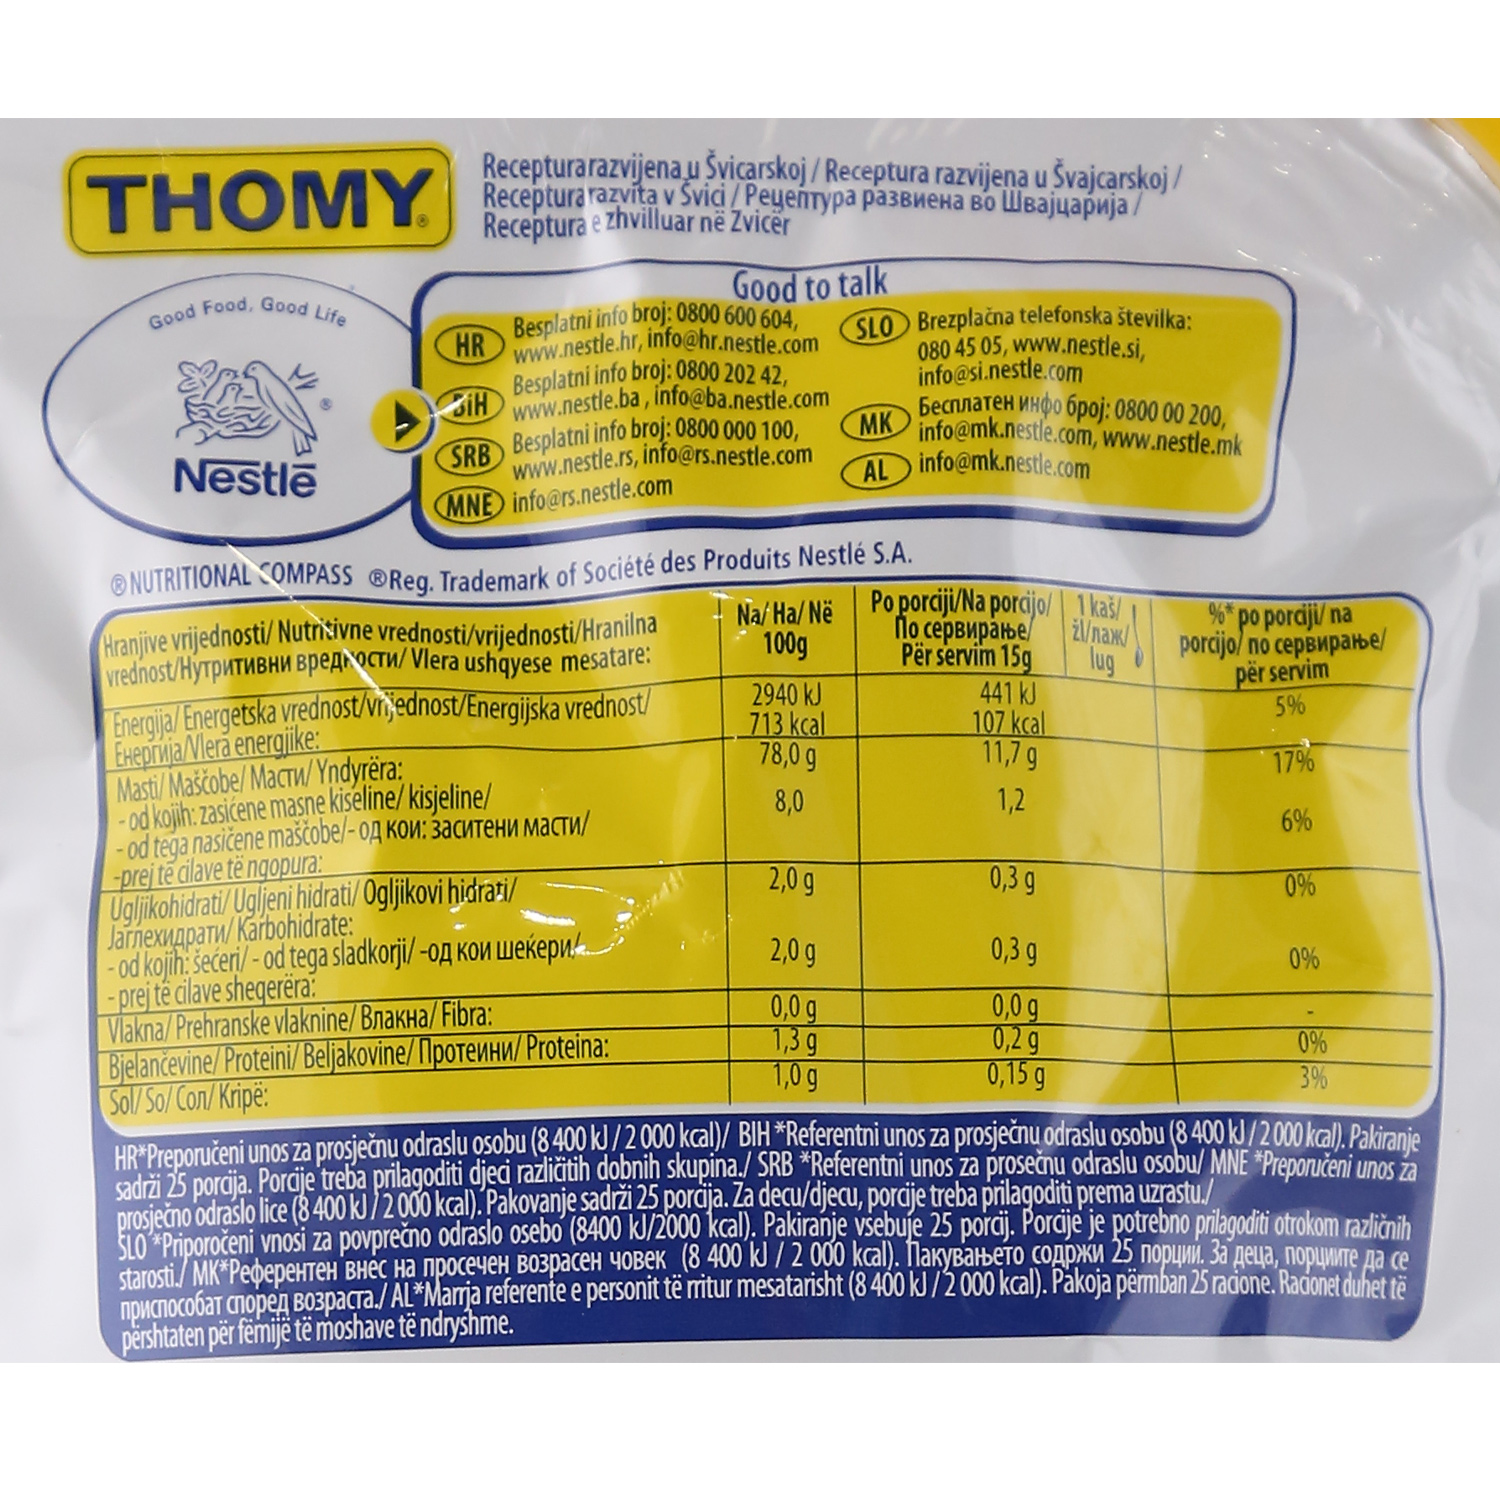 THOMY®
Recepturarazvijena u Švicarskoj / Receptura razvijena u Švajcarskoj /
Receptura razvita v Švici / Рецептура развиена во Швајцарија /
Receptura e zhvilluar në Zvicër
Good Food, Good Life
Nestlē
®
Good to talk
HR Besplatni info broj: 0800 600 604,
www.nestle.hr, info@hr.nestle.com
BIH Besplatni info broj: 0800 202 42,
www.nestle.ba , info@ba.nestle.com
SRB Besplatni info broj: 0800 000 100,
www.nestle.rs, info@rs.nestle.com
MNE info@rs.nestle.com
SLO Brezplačna telefonska številka:
080 45 05, www.nestle.si,
info@si.nestle.com
MK Бесплатен инфо број: 0800 00 200,
info@mk.nestle.com, www.nestle.mk
AL info@mk.nestle.com
®NUTRITIONAL COMPASS ®Reg. Trademark of Société des Produits Nestlé S.A.
Hranjive vrijednosti/ Nutritivne vrednosti/vrijednosti/Hranilna
vrednost/Нутритивни вредности/ Vlera ushqyese mesatare:
Na/ Ha/ Në
100g
Po porciji/Na porcijo/
По сервирање/
Për servim 15g
1 kaš/
žl/лаж/
lug
%* po porciji/ na
porcijo/ по сервирање/
për servim
Energija/ Energetska vrednost/vrijednost/Energijska vrednost/
Енергија/Vlera energjike:
2940 kJ 441 kJ 5%
713 kcal 107 kcal
Masti/ Maščobe/ Масти/ Yndyrëra: 78,0 g 11,7 g 17%
- od kojih: zasićene masne kiseline/ kisjeline/ 8,0 1,2 6%
- od tega nasičene maščobe/- од кои: заситени масти/
-prej të cilave të ngopura:
Ugljikohidrati/ Ugljeni hidrati/ Ogljikovi hidrati/ 2,0 g 0,3 g 0%
Јаглехидрати/ Karbohidrate:
- od kojih: šećeri/ - od tega sladkorji/ -од кои шеќери/ 2,0 g 0,3 g 0%
- prej të cilave sheqerëra:
Vlakna/ Prehranske vlaknine/ Влакна/ Fibra: 0,0 g 0,0 g -
Bjelančevine/ Proteini/ Beljakovine/ Протеини/ Proteina: 1,3 g 0,2 g 0%
Sol/ So/ Сол/ Kripë: 1,0 g 0,15 g 3%
HR*Preporučeni unos za prosječnu odraslu osobu (8 400 kJ / 2 000 kcal)/ BIH *Referentni unos za prosječnu odraslu osobu (8 400 kJ / 2 000 kcal). Pakiranje
sadrži 25 porcija. Porcije treba prilagoditi djeci različitih dobnih skupina./ SRB *Referentni unos za prosečnu odraslu osobu/ MNE *Preporučeni unos za
prosječno odraslo lice (8 400 kJ / 2 000 kcal). Pakovanje sadrži 25 porcija. Za decu/djecu, porcije treba prilagoditi prema uzrastu./
SLO *Priporočeni vnosi za povprečno odraslo osebo (8400 kJ/2000 kcal). Pakiranje vsebuje 25 porcij. Porcije je potrebno prilagoditi otrokom različnih
starosti./ MK*Референтен внес на просечен возрасен човек (8 400 kJ / 2 000 kcal). Пакувањето содржи 25 порции. За деца, порциите да се
приспособат според возраста./ AL*Marrja referente e personit të rritur mesatarisht (8 400 kJ / 2 000 kcal). Pakoja përmban 25 racione. Racionet duhet të
përshtaten për fëmijë të moshave të ndryshme.